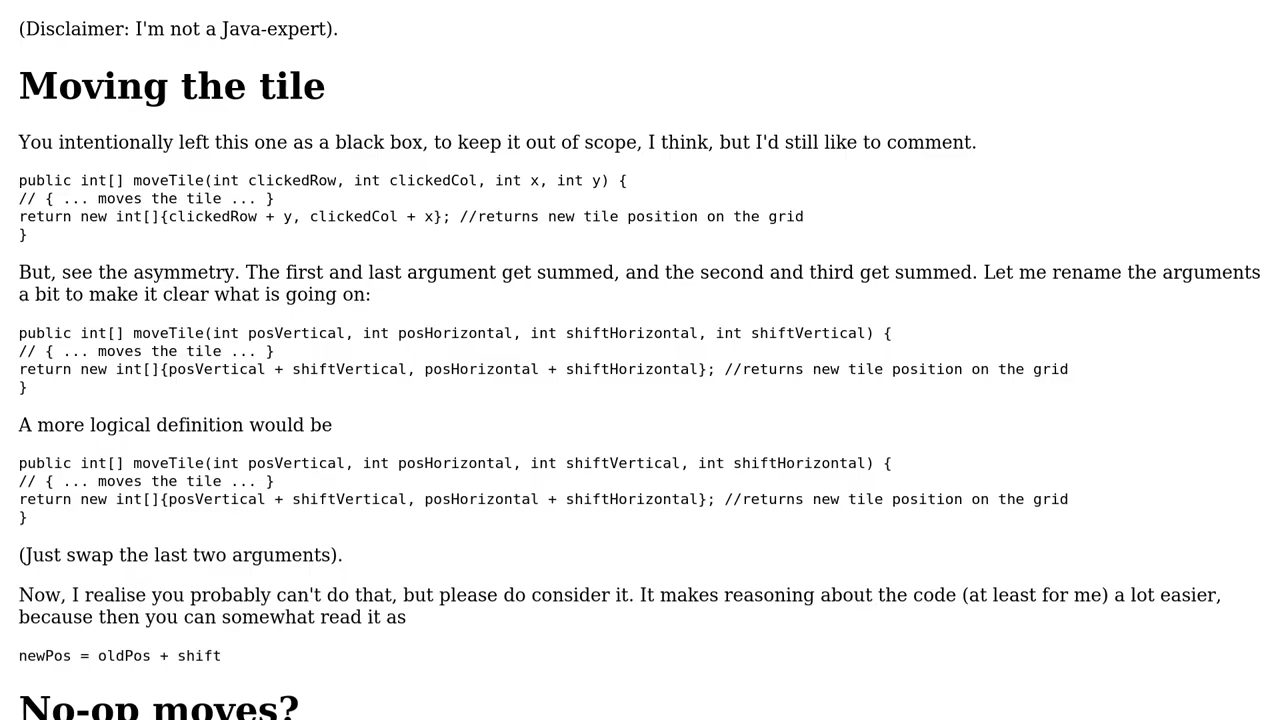 (Disclaimer: I'm not a Java-expert).
Moving the tile
You intentionally left this one as a black box, to keep it out of scope, I think, but I'd still like to comment.
public int[] moveTile(int clickedRow, int clickedCol, int x, int y) {
// { ... moves the tile ... }
return new int[]{clickedRow + y, clickedCol + x}; //returns new tile position on the grid
}
But, see the asymmetry. The first and last argument get summed, and the second and third get summed. Let me rename the arguments
a bit to make it clear what is going on:
public int[] moveTile(int posVertical, int posHorizontal, int shiftHorizontal, int shiftVertical) {
// { ... moves the tile ... }
return new int[]{posVertical + shiftVertical, posHorizontal + shiftHorizontal}; //returns new tile position on the grid
}
A more logical definition would be
public int[] moveTile(int posVertical, int posHorizontal, int shiftVertical, int shiftHorizontal) {
// { ... moves the tile ... }
return new int[]{posVertical + shiftVertical, posHorizontal + shiftHorizontal}; //returns new tile position on the grid
}
(Just swap the last two arguments).
Now, I realise you probably can't do that, but please do consider it. It makes reasoning about the code (at least for me) a lot easier,
because then you can somewhat read it as
newPos = oldPos + shift
No-op moves?